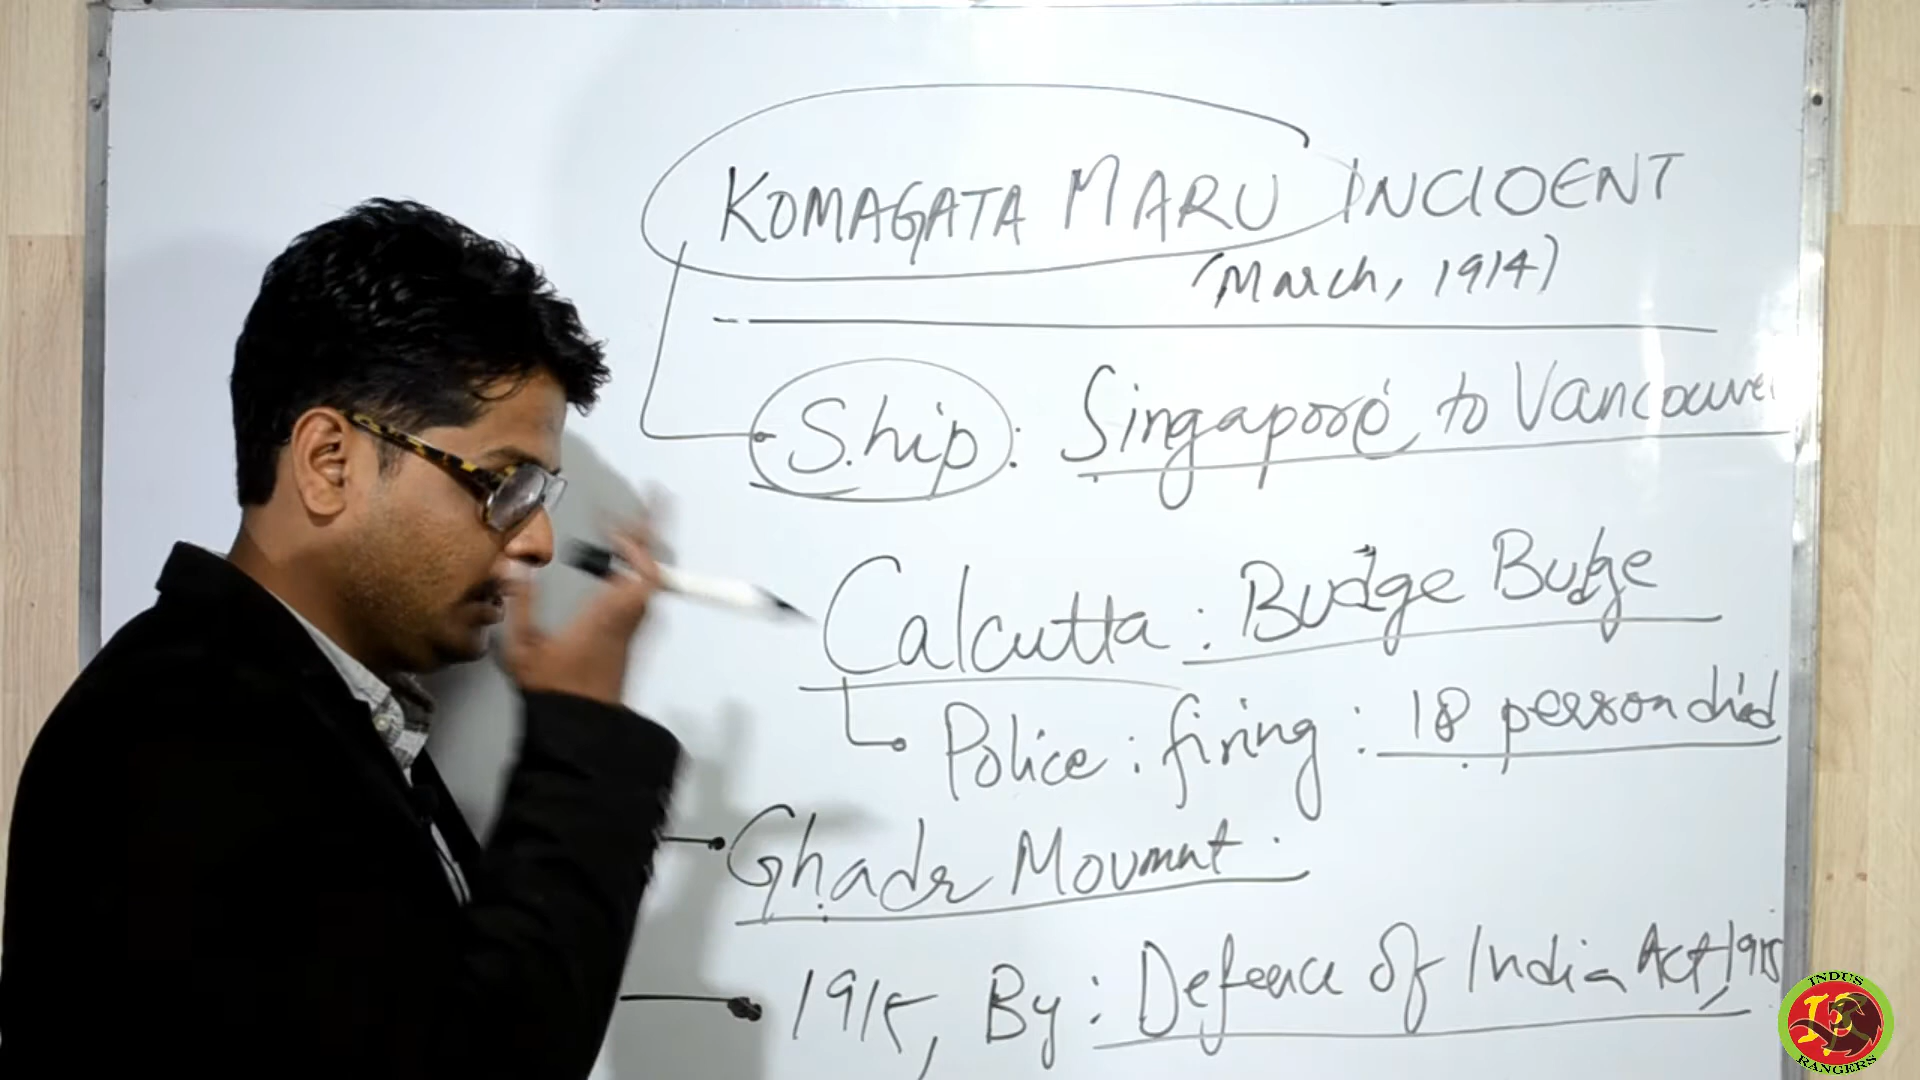 KOMAGATA MARU INCIDENT
(March, 1914)
Ship: Singapore to Vancouver
Calcutta: Budge Budge
Police: firing: 18 person died
Ghadr Movmnt
1915, By: Defence Of India Act, 1915
INDUS
RANGERS